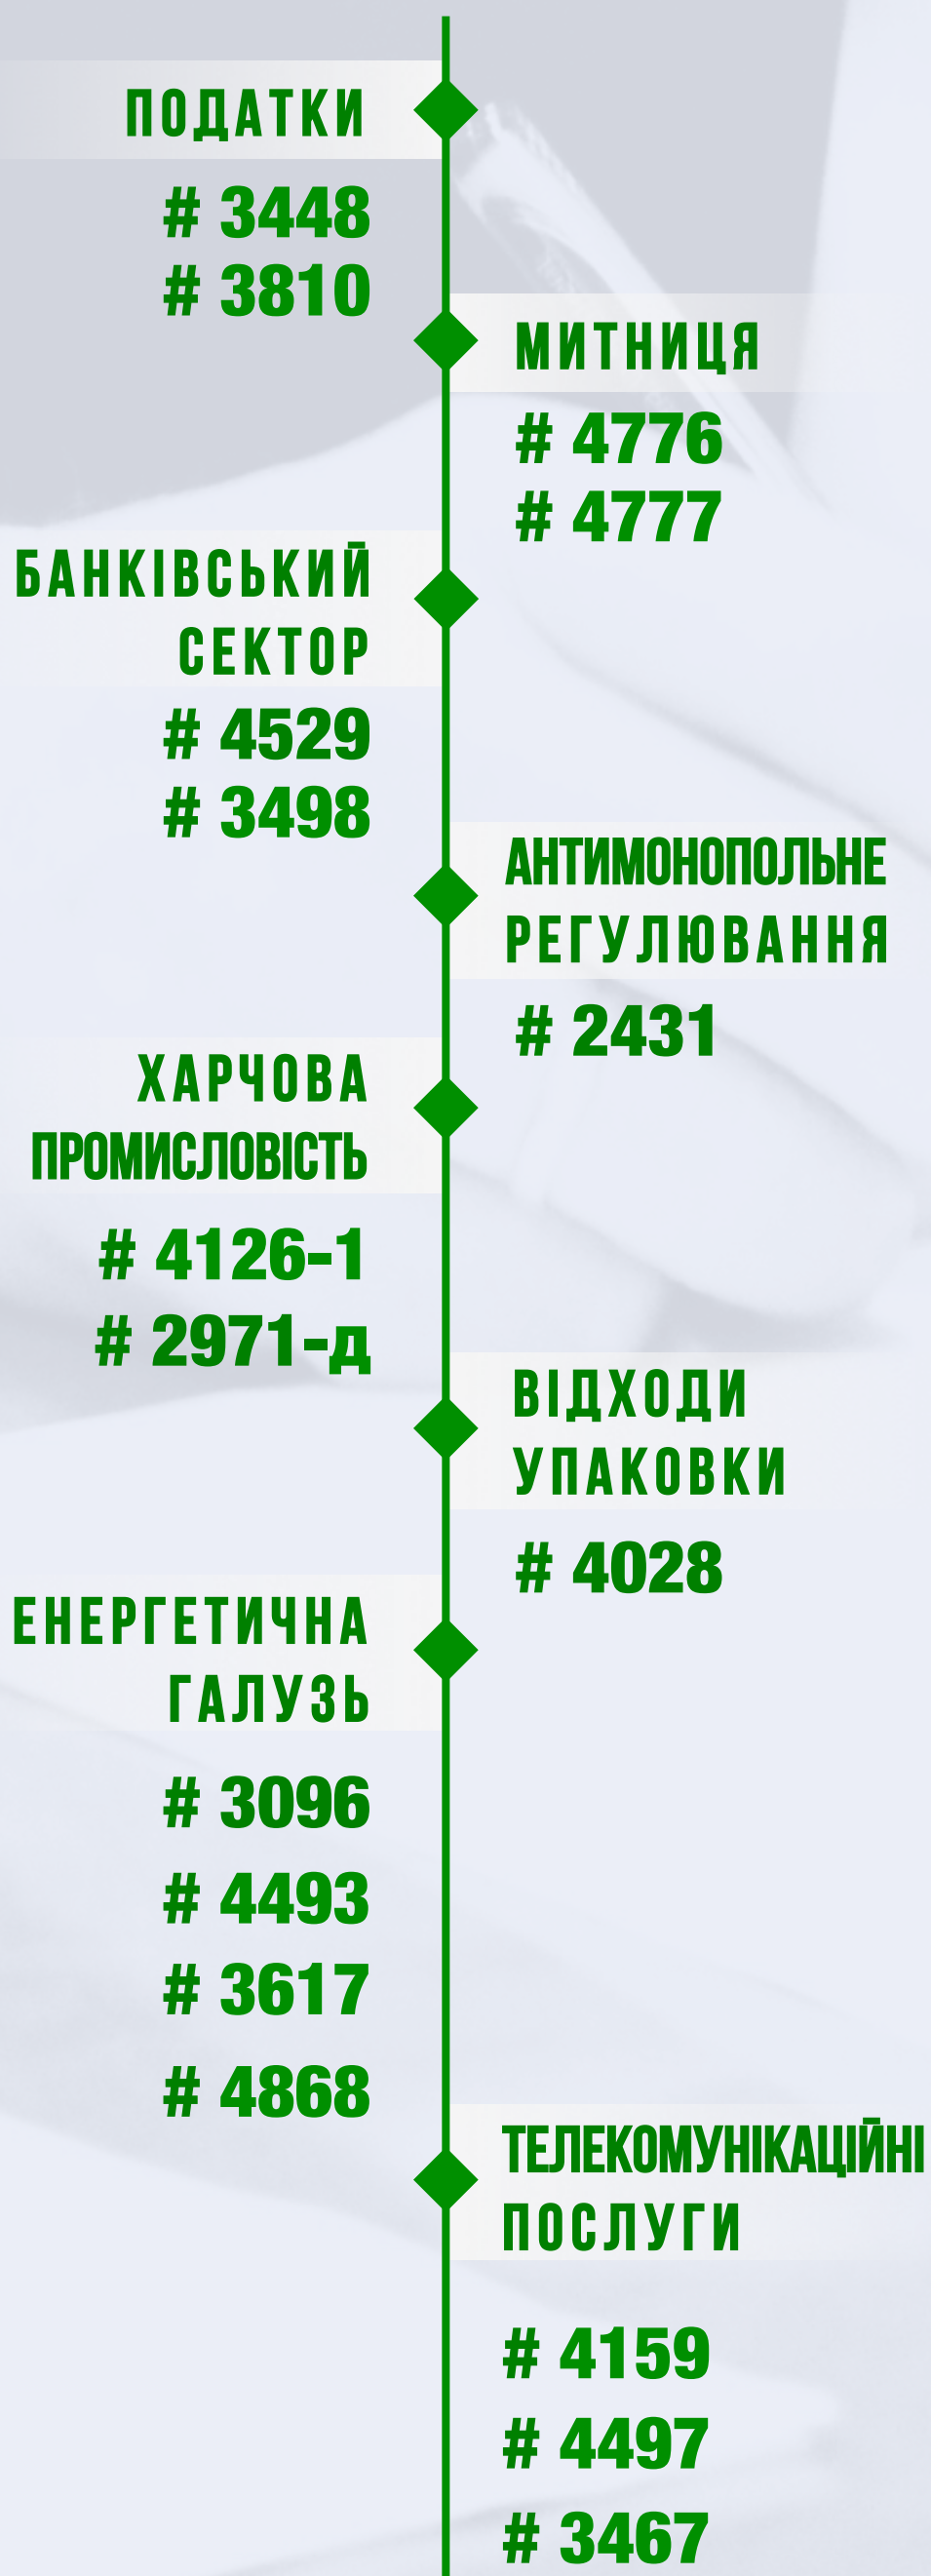 ПОДАТКИ
# 3448
# 3810
МИТНИЦЯ
# 4776
# 4777
БАНКІВСЬКИЙ
СЕКТОР
# 4529
# 3498
АНТИМОНОПОЛЬНЕ
РЕГУЛЮВАННЯ
# 2431
ХАРЧОВА
ПРОМИСЛОВІСТЬ
# 4126-1
# 2971-д
ВІДХОДИ
УПАКОВКИ
# 4028
ЕНЕРГЕТИЧНА
ГАЛУЗЬ
# 3096
# 4493
# 3617
# 4868
ТЕЛЕКОМУНІКАЦІЙНІ
ПОСЛУГИ
# 4159
# 4497
# 3467